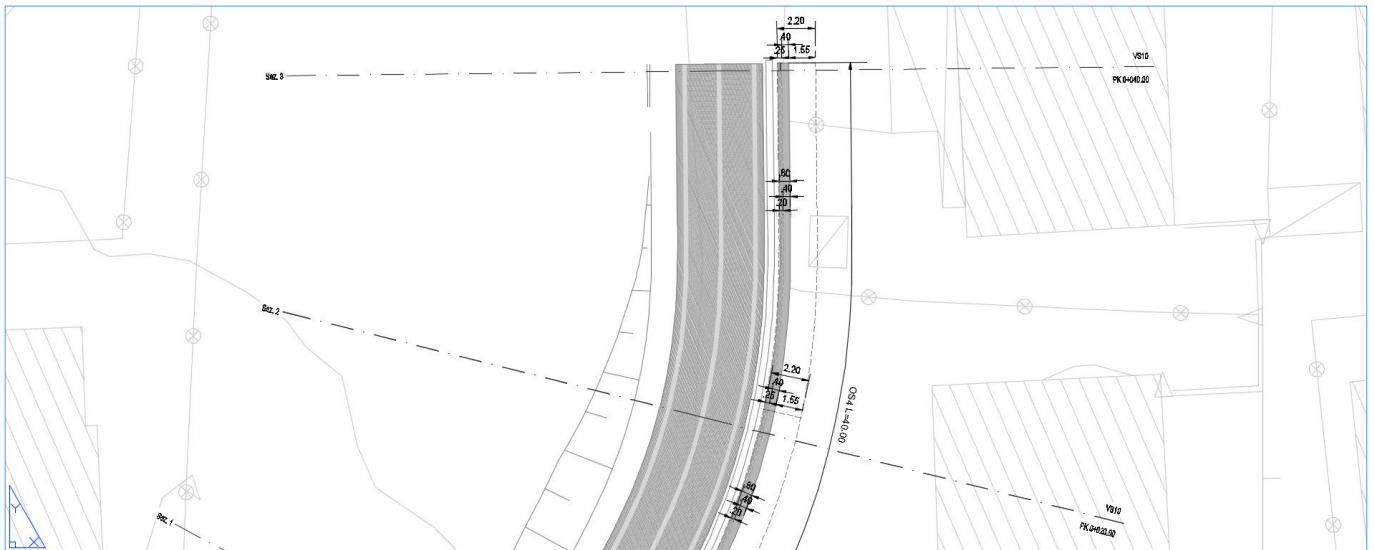 2.20
.40
.25 1.55
VS10
Sez. 3
PK 0+040.00
.60
.40
.20
Sez. 2
2.20
.40
.25 1.55
OS4 L=40.00
.60
.40
.20
VS10
PK 0+020.00
Sez. 1
Y
X